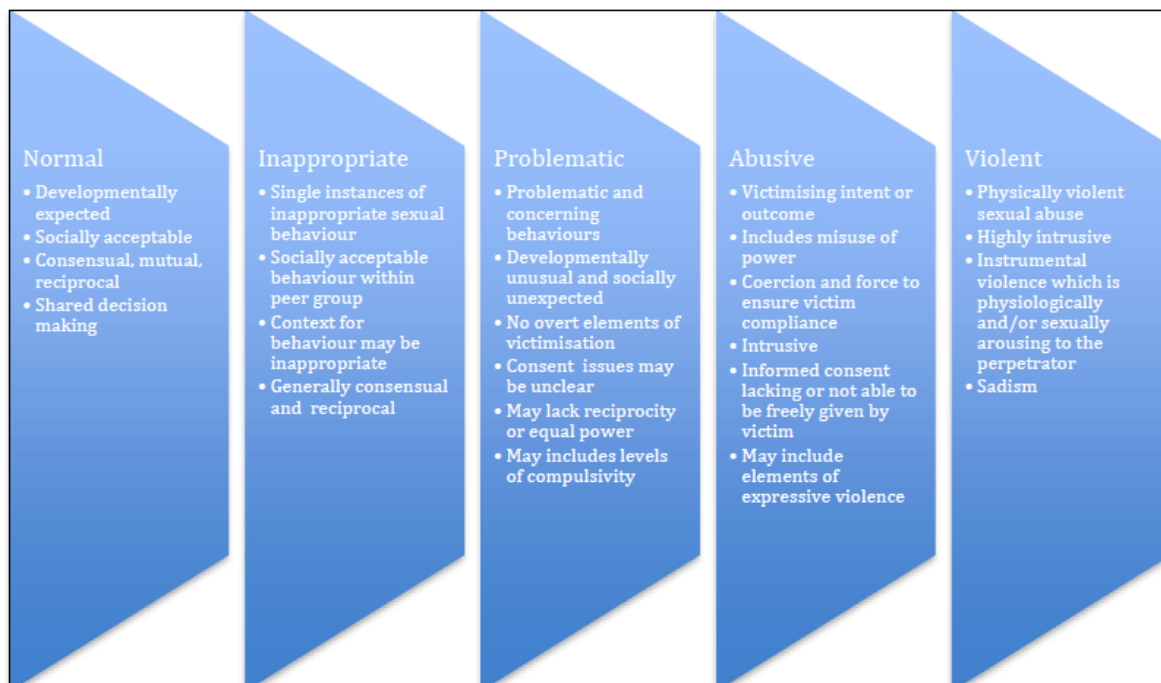 Normal
• Developmentally
expected
• Socially acceptable
• Consensual, mutual,
reciprocal
• Shared decision
making
Inappropriate
• Single instances of
inappropriate sexual
behaviour
• Socially acceptable
behaviour within
peer group
• Context for
behaviour may be
inappropriate
• Generally consensual
and reciprocal
Problematic
• Problematic and
concerning
behaviours
• Developmentally
unusual and socially
unexpected
• No overt elements of
victimisation
• Consent issues may
be unclear
• May lack reciprocity
or equal power
• May includes levels
of compulsivity
Abusive
• Victimising intent or
outcome
• Includes misuse of
power
• Coercion and force to
ensure victim
compliance
• Intrusive
• Informed consent
lacking or not able to
be freely given by
victim
• May include
elements of
expressive violence
Violent
• Physically violent
sexual abuse
• Highly intrusive
• Instrumental
violence which is
physiologically
and/or sexually
arousing to the
perpetrator
• Sadism